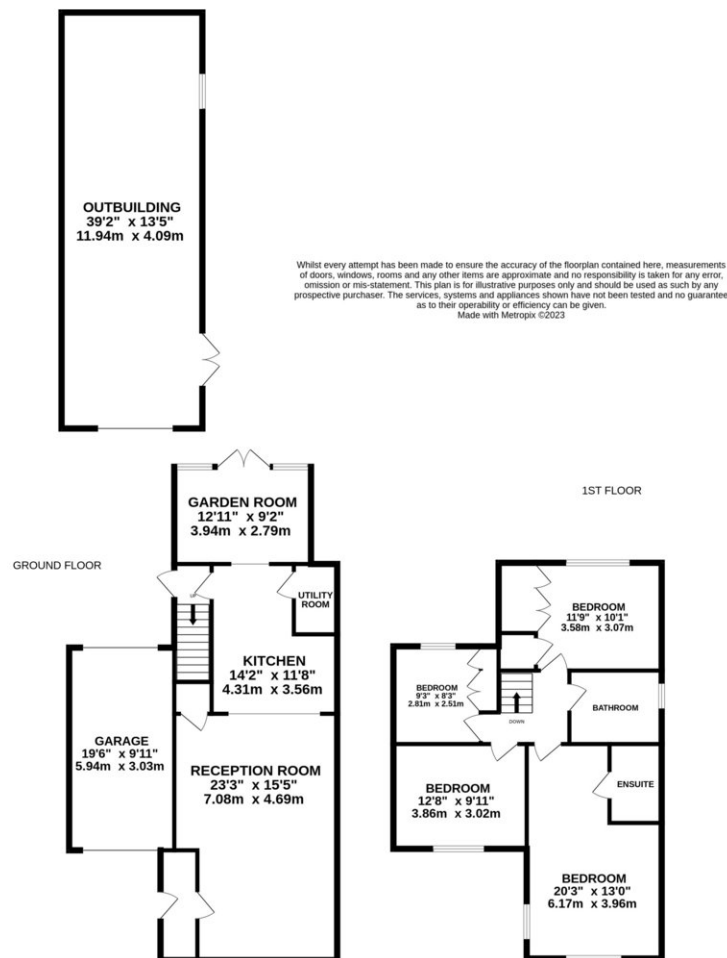 OUTBUILDING
39'2" x 13'5"
11.94m x 4.09m
Whilst every attempt has been made to ensure the accuracy of the floorplan contained here, measurements
of doors, windows, rooms and any other items are approximate and no responsibility is taken for any error,
omission or mis-statement. This plan is for illustrative purposes only and should be used as such by any
prospective purchaser. The services, systems and appliances shown have not been tested and no guarantee
as to their operability or efficiency can be given.
Made with Metropix ©2023
GROUND FLOOR
GARDEN ROOM
12'11" x 9'2"
3.94m x 2.79m
UP
UTILITY
ROOM
KITCHEN
14'2" x 11'8"
4.31m x 3.56m
GARAGE
19'6" x 9'11"
5.94m x 3.03m
RECEPTION ROOM
23'3" x 15'5"
7.08m x 4.69m
1ST FLOOR
BEDROOM
11'9" x 10'1"
3.58m x 3.07m
BEDROOM
9'3" x 8'3"
2.81m x 2.51m
DOWN
BATHROOM
BEDROOM
12'8" x 9'11"
3.86m x 3.02m
ENSUITE
BEDROOM
20'3" x 13'0"
6.17m x 3.96m